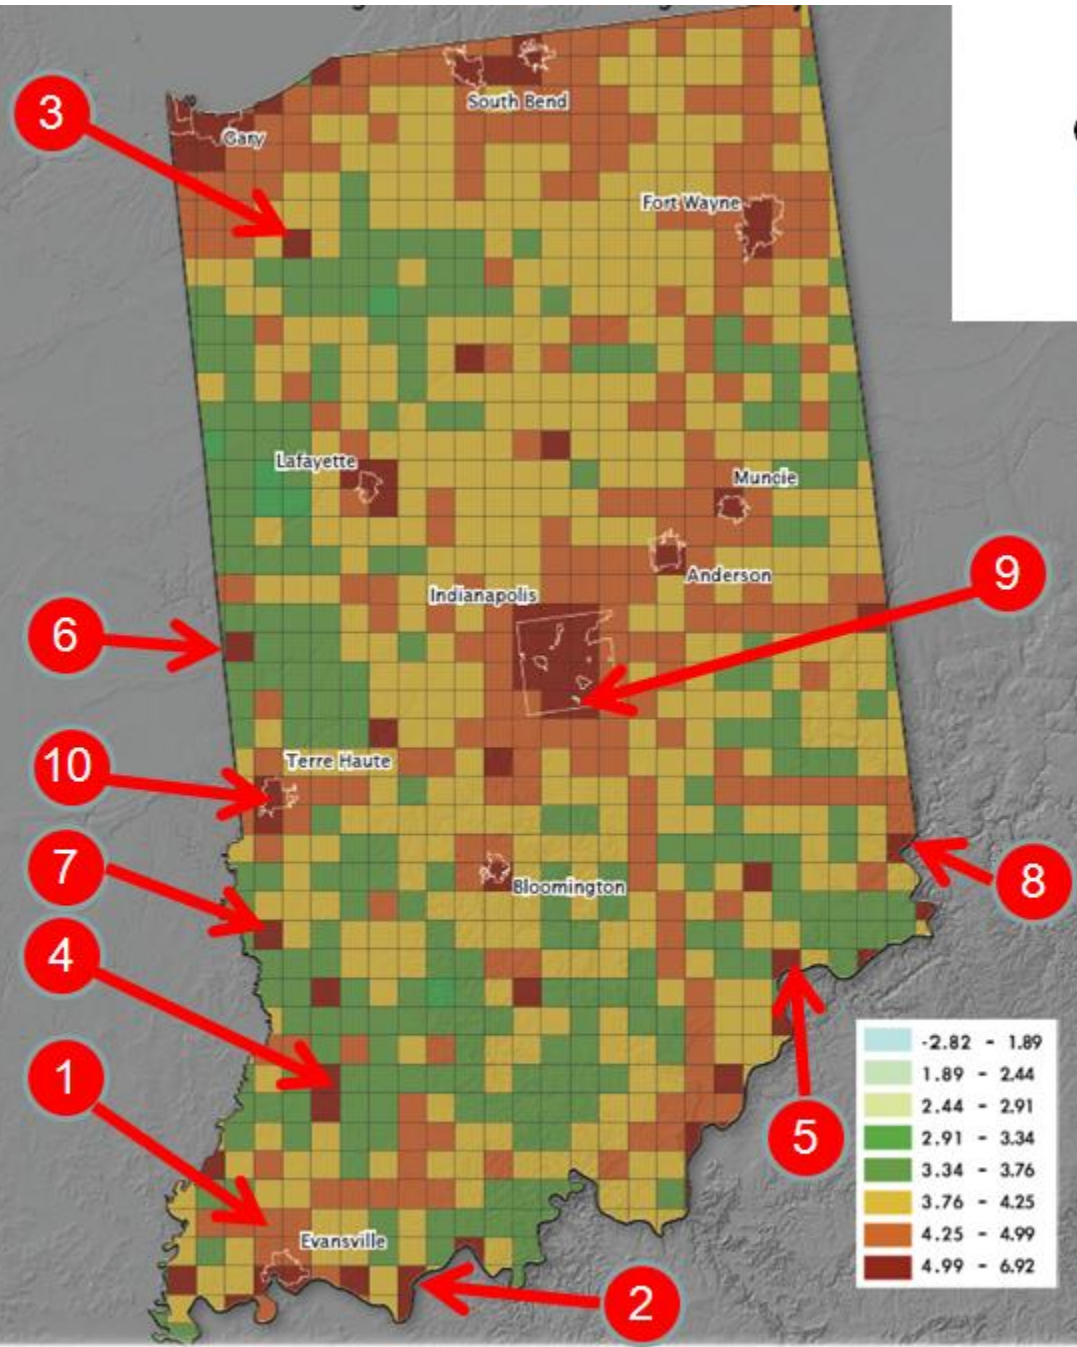 3
Gary
South Bend
Fort Wayne
Lafayette
Muncie
Anderson
Indianapolis
9
6
10
Terre Haute
7
Bloomington
8
4
1
5
Evansville
2
-2.82 - 1.89
1.89 - 2.44
2.44 - 2.91
2.91 - 3.34
3.34 - 3.76
3.76 - 4.25
4.25 - 4.99
4.99 - 6.92